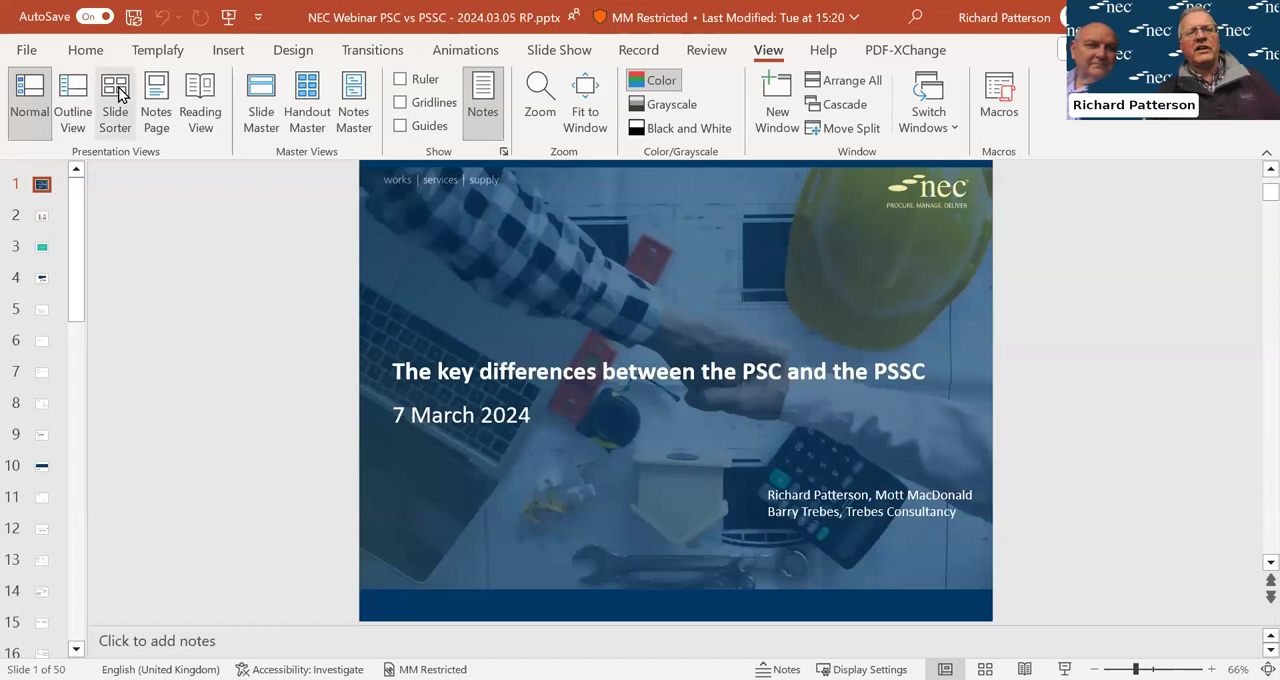 AutoSave On NEC Webinar PSC vs PSSC - 2024.03.05 RP.pptx MM Restricted • Last Modified: Tue at 15:20 Richard Patterson
File Home Templafy Insert Draw Design Transitions Animations Slide Show Record Review View Help PDF-XChange
Normal Outline View Slide Sorter Notes Page Reading View
Presentation Views
Slide Master Handout Master Notes Master
Master Views
Ruler
Gridlines
Guides
Show
Notes
Zoom Fit to Window
Zoom
Color
Grayscale
Black and White
Color/Grayscale
New Window
Arrange All
Cascade
Move Split
Switch Windows
Window
Macros
Macros
nec
Richard Patterson
1
2
3
4
5
6
7
8
9
10
11
12
13
14
15
16
works | services | supply
nec
PROCURE. MANAGE. DELIVER
The key differences between the PSC and the PSSC
7 March 2024
Richard Patterson, Mott MacDonald
Barry Trebes, Trebes Consultancy
Click to add notes
Slide 1 of 50 English (United Kingdom) Accessibility: Investigate MM Restricted Notes Display Settings 66%